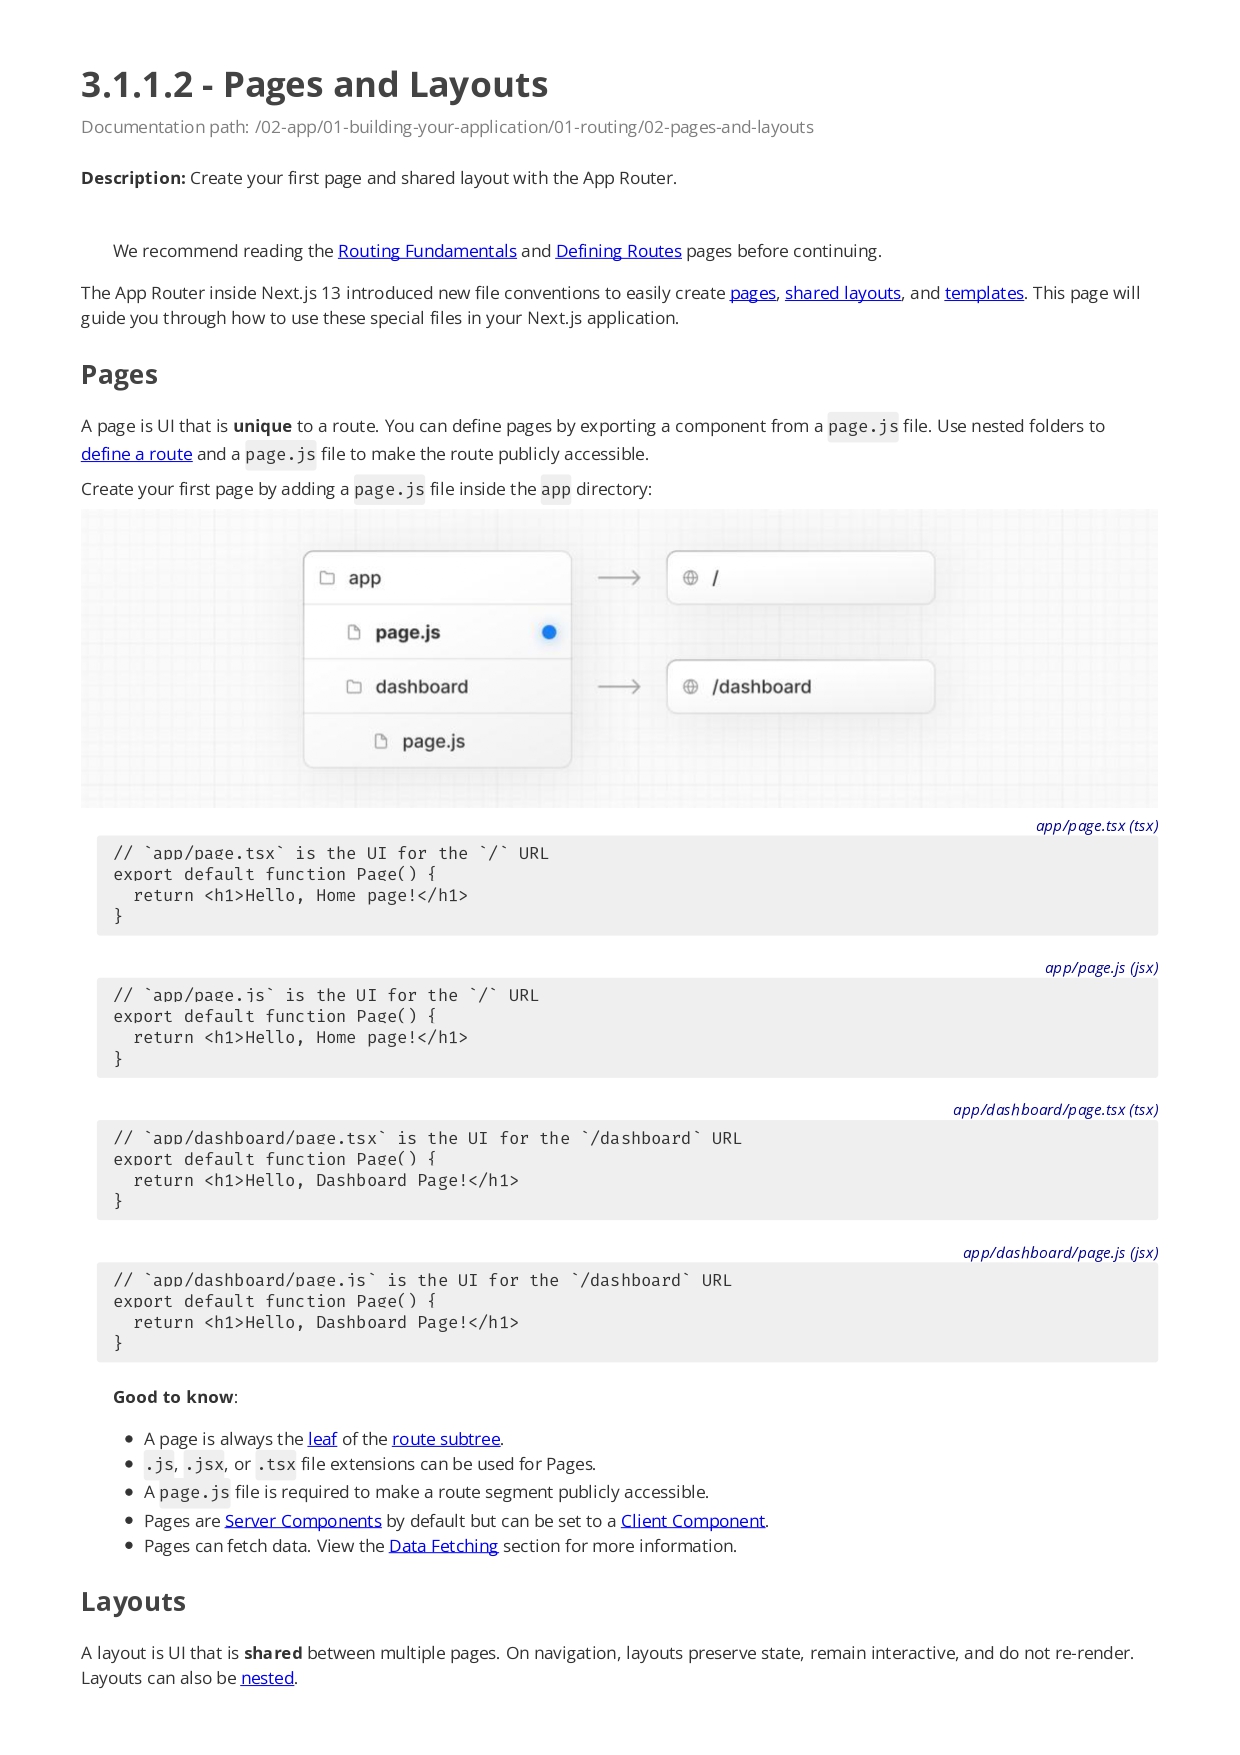 3.1.1.2 - Pages and Layouts
Documentation path: /02-app/01-building-your-application/01-routing/02-pages-and-layouts
Description: Create your first page and shared layout with the App Router.
We recommend reading the Routing Fundamentals and Defining Routes pages before continuing.
The App Router inside Next.js 13 introduced new file conventions to easily create pages, shared layouts, and templates. This page will
guide you through how to use these special files in your Next.js application.
Pages
A page is UI that is unique to a route. You can define pages by exporting a component from a page.js file. Use nested folders to
define a route and a page.js file to make the route publicly accessible.
Create your first page by adding a page.js file inside the app directory:
app
/
page.js
dashboard
/dashboard
page.js
app/page.tsx (tsx)
// `app/page.tsx` is the UI for the `/` URL
export default function Page() {
  return <h1>Hello, Home page!</h1>
}
app/page.js (jsx)
// `app/page.js` is the UI for the `/` URL
export default function Page() {
  return <h1>Hello, Home page!</h1>
}
app/dashboard/page.tsx (tsx)
// `app/dashboard/page.tsx` is the UI for the `/dashboard` URL
export default function Page() {
  return <h1>Hello, Dashboard Page!</h1>
}
app/dashboard/page.js (jsx)
// `app/dashboard/page.js` is the UI for the `/dashboard` URL
export default function Page() {
  return <h1>Hello, Dashboard Page!</h1>
}
Good to know:
• A page is always the leaf of the route subtree.
• .js, .jsx, or .tsx file extensions can be used for Pages.
• A page.js file is required to make a route segment publicly accessible.
• Pages are Server Components by default but can be set to a Client Component.
• Pages can fetch data. View the Data Fetching section for more information.
Layouts
A layout is UI that is shared between multiple pages. On navigation, layouts preserve state, remain interactive, and do not re-render.
Layouts can also be nested.